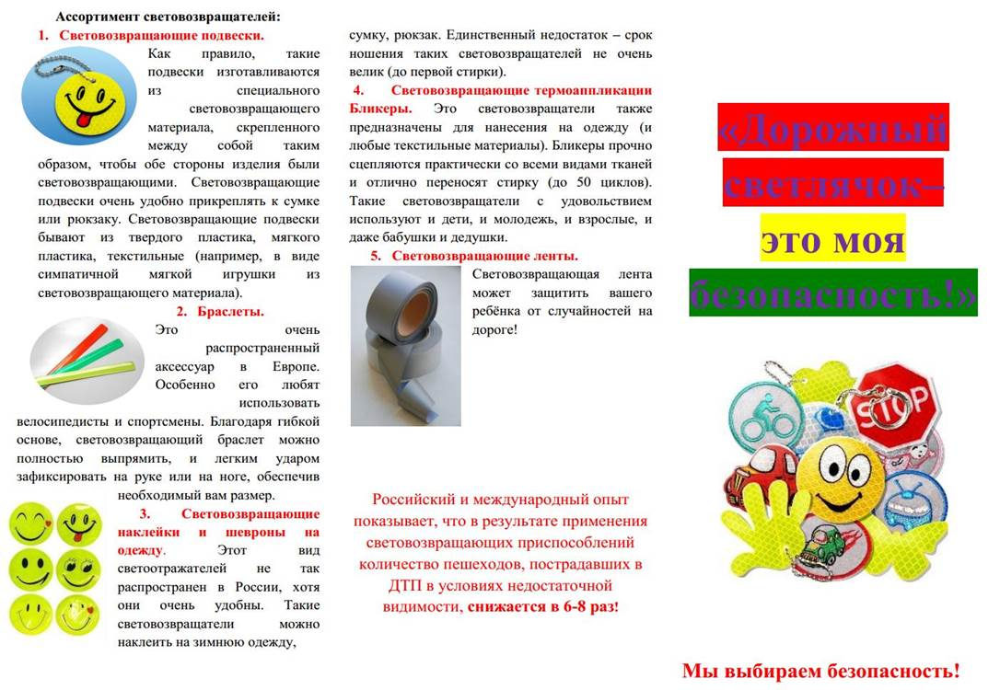 Ассортимент световозвращателей:
1. Световозвращающие подвески.
Как правило, такие
подвески изготавливаются
из специального
световозвращающего
материала, скрепленного
между собой таким
образом, чтобы обе стороны изделия были
световозвращающими. Световозвращающие
подвески очень удобно прикреплять к сумке
или рюкзаку. Световозвращающие подвески
бывают из твердого пластика, мягкого
пластика, текстильные (например, в виде
симпатичной мягкой игрушки из
световозвращающего материала).
2. Браслеты.
Это очень
распространенный
аксессуар в Европе.
Особенно его любят
использовать
велосипедисты и спортсмены. Благодаря гибкой
основе, световозвращающий браслет можно
полностью выпрямить, и легким ударом
зафиксировать на руке или на ноге, обеспечив
необходимый вам размер.
3. Световозвращающие
наклейки и шевроны на
одежду. Этот вид
светоотражателей не так
распространен в России, хотя
они очень удобны. Такие
световозвращатели можно
наклеить на зимнюю одежду,
сумку, рюкзак. Единственный недостаток – срок
ношения таких световозвращателей не очень
велик (до первой стирки).
4. Световозвращающие термоаппликации
Бликеры. Это световозвращатели также
предназначены для нанесения на одежду (и
любые текстильные материалы). Бликеры прочно
сцепляются практически со всеми видами тканей
и отлично переносят стирку (до 50 циклов).
Такие световозвращатели с удовольствием
используют и дети, и молодежь, и взрослые, и
даже бабушки и дедушки.
5. Световозвращающие ленты.
Световозвращающая лента
может защитить вашего
ребёнка от случайностей на
дороге!
Российский и международный опыт
показывает, что в результате применения
световозвращающих приспособлений
количество пешеходов, пострадавших в
ДТП в условиях недостаточной
видимости, снижается в 6-8 раз!
«Дорожный
светлячок–
это моя
безопасность!»
STOP
Мы выбираем безопасность!